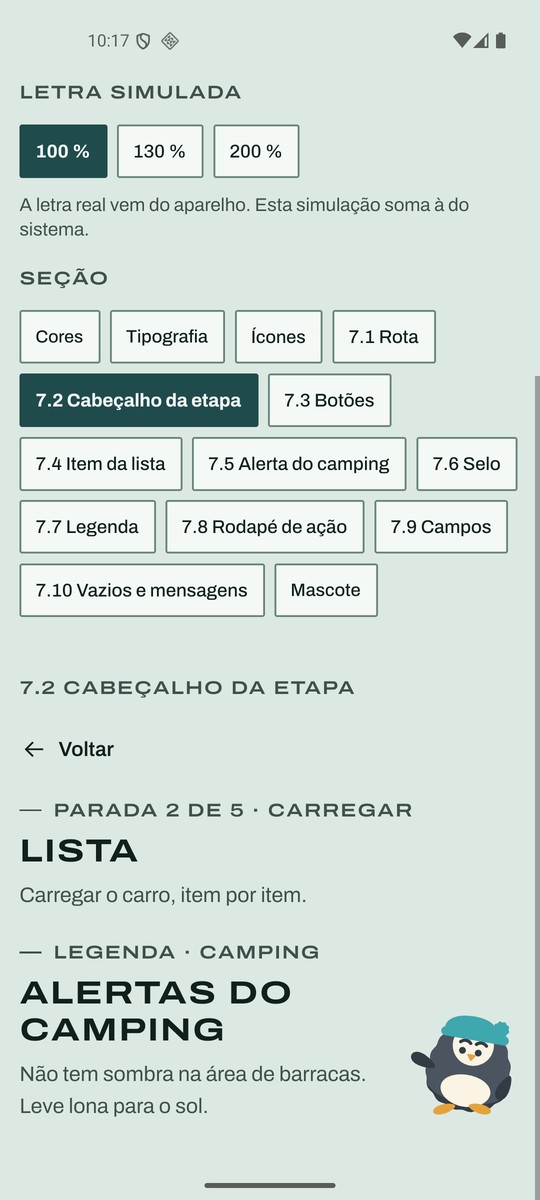 10:17
LETRA SIMULADA
100 %
130 %
200 %
A letra real vem do aparelho. Esta simulação soma à do
sistema.
SEÇÃO
Cores
Tipografia
Ícones
7.1 Rota
7.2 Cabeçalho da etapa
7.3 Botões
7.4 Item da lista
7.5 Alerta do camping
7.6 Selo
7.7 Legenda
7.8 Rodapé de ação
7.9 Campos
7.10 Vazios e mensagens
Mascote
7.2 CABEÇALHO DA ETAPA
← Voltar
— PARADA 2 DE 5 · CARREGAR
LISTA
Carregar o carro, item por item.
— LEGENDA · CAMPING
ALERTAS DO
CAMPING
Não tem sombra na área de barracas.
Leve lona para o sol.